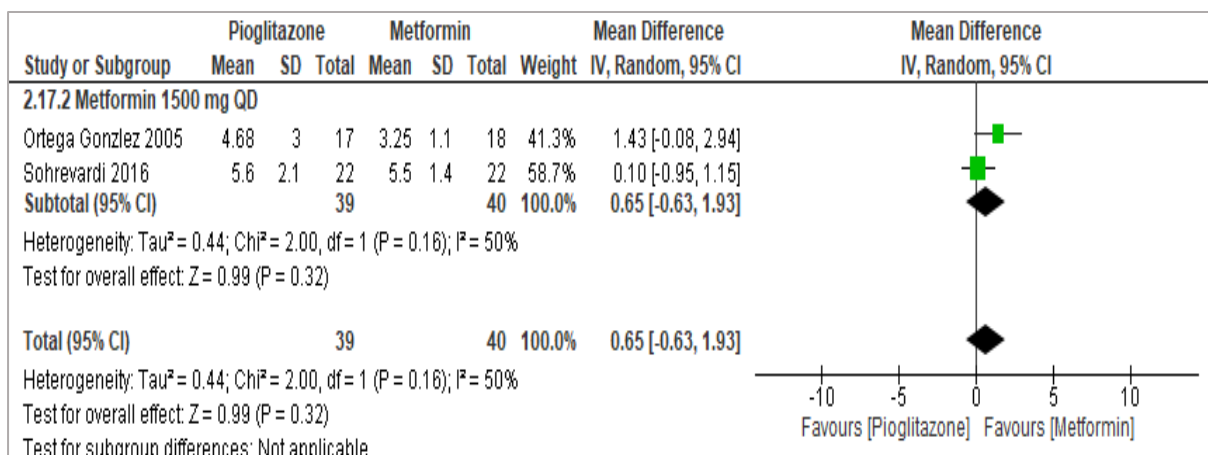 Pioglitazone Metformin Mean Difference Mean Difference
Study or Subgroup Mean SD Total Mean SD Total Weight IV, Random, 95% CI IV, Random, 95% CI
2.17.2 Metformin 1500 mg QD
Ortega Gonzlez 2005 4.68 3 17 3.25 1.1 18 41.3% 1.43 [-0.08, 2.94]
Sohrevardi 2016 5.6 2.1 22 5.5 1.4 22 58.7% 0.10 [-0.95, 1.15]
Subtotal (95% CI) 39 40 100.0% 0.65 [-0.63, 1.93]
Heterogeneity: Tau² = 0.44; Chi² = 2.00, df = 1 (P = 0.16); I² = 50%
Test for overall effect: Z = 0.99 (P = 0.32)
Total (95% CI) 39 40 100.0% 0.65 [-0.63, 1.93]
Heterogeneity: Tau² = 0.44; Chi² = 2.00, df = 1 (P = 0.16); I² = 50%
Test for overall effect: Z = 0.99 (P = 0.32)
Test for subgroup differences: Not applicable
-10 -5 0 5 10
Favours [Pioglitazone] Favours [Metformin]